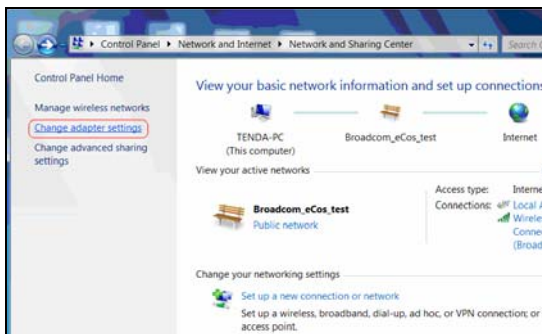 Control Panel ▸ Network and Internet ▸ Network and Sharing Center
Search
Control Panel Home
Manage wireless networks
Change adapter settings
Change advanced sharing
settings
View your basic network information and set up connections
TENDA-PC
(This computer)
Broadcom_eCos_test
Internet
View your active networks
Broadcom_eCos_test
Public network
Access type: Interne
Connections: Local A
Wirele
Connec
(Broad
Change your networking settings
Set up a new connection or network
Set up a wireless, broadband, dial-up, ad hoc, or VPN connection; or
access point.